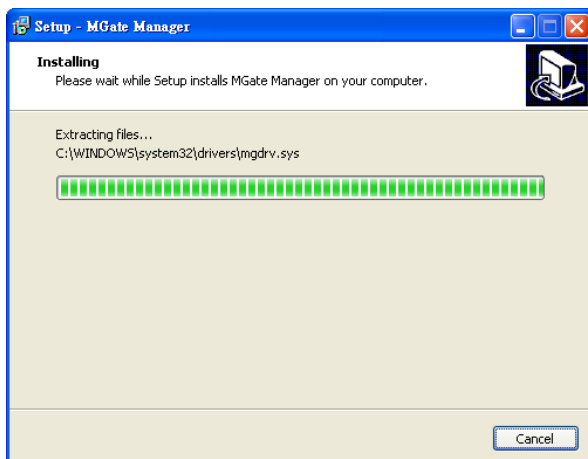 Setup - MGate Manager
Installing
Please wait while Setup installs MGate Manager on your computer.
Extracting files...
C:\WINDOWS\system32\drivers\mgdrv.sys
Cancel